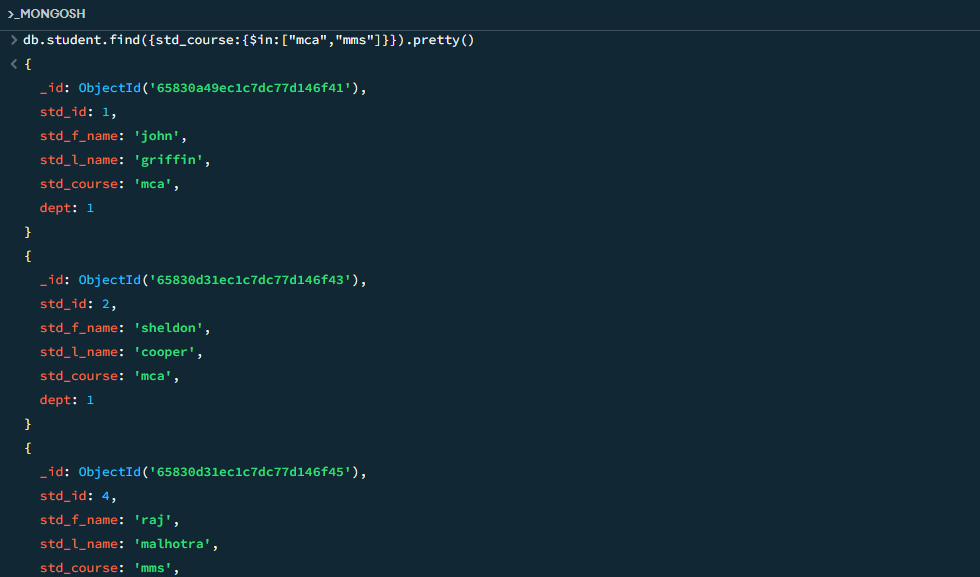 >_MONGOSH
> db.student.find({std_course:{$in:["mca","mms"]}}).pretty()
< {
_id: ObjectId('65830a49ec1c7dc77d146f41'),
std_id: 1,
std_f_name: 'john',
std_l_name: 'griffin',
std_course: 'mca',
dept: 1
}
{
_id: ObjectId('65830d31ec1c7dc77d146f43'),
std_id: 2,
std_f_name: 'sheldon',
std_l_name: 'cooper',
std_course: 'mca',
dept: 1
}
{
_id: ObjectId('65830d31ec1c7dc77d146f45'),
std_id: 4,
std_f_name: 'raj',
std_l_name: 'malhotra',
std_course: 'mms',